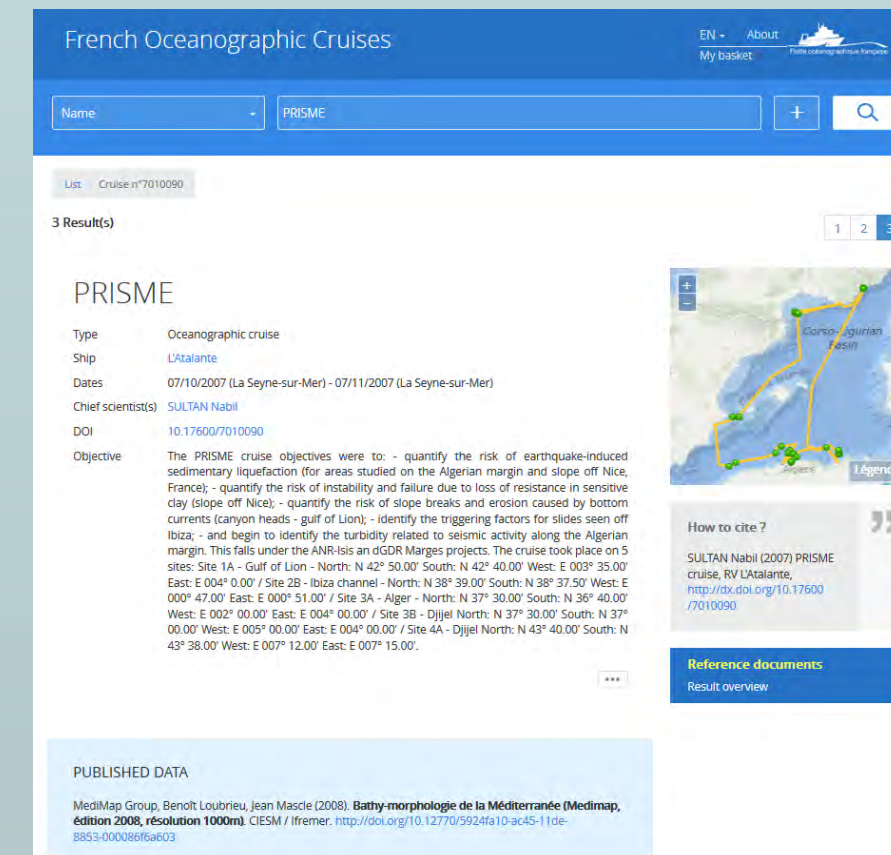 French Oceanographic Cruises
EN About
My basket
Flotte océanographique française
Name
PRISME
+
List Cruise n°7010090
3 Result(s)
1 2 3
PRISME
Type Oceanographic cruise
Ship L'Atalante
Dates 07/10/2007 (La Seyne-sur-Mer) - 07/11/2007 (La Seyne-sur-Mer)
Chief scientist(s) SULTAN Nabil
DOI 10.17600/7010090
Objective The PRISME cruise objectives were to: - quantify the risk of earthquake-induced
sedimentary liquefaction (for areas studied on the Algerian margin and slope off Nice,
France); - quantify the risk of instability and failure due to loss of resistance in sensitive
clay (slope off Nice); - quantify the risk of slope breaks and erosion caused by bottom
currents (canyon heads - gulf of Lion); - identify the triggering factors for slides seen off
Ibiza; - and begin to identify the turbidity related to seismic activity along the Algerian
margin. This falls under the ANR-Isis an dGDR Marges projects. The cruise took place on 5
sites: Site 1A - Gulf of Lion - North: N 42° 50.00' South: N 42° 40.00' West: E 003° 35.00'
East: E 004° 0.00' / Site 2B - Ibiza channel - North: N 38° 39.00' South: N 38° 37.50' West: E
000° 47.00' East: E 000° 51.00' / Site 3A - Alger - North: N 37° 30.00' South: N 36° 40.00'
West: E 002° 00.00' East: E 004° 00.00' / Site 3B - Djijel North: N 37° 30.00' South: N 37°
00.00' West: E 005° 00.00' East: E 004° 00.00' / Site 4A - Djijel North: N 43° 40.00' South: N
43° 38.00' West: E 007° 12.00' East: E 007° 15.00'.
+
−
Corso-Ligurian
Basin
Algiers
Légend
How to cite ?
SULTAN Nabil (2007) PRISME
cruise, RV L'Atalante,
http://dx.doi.org/10.17600
/7010090
Reference documents
Result overview
PUBLISHED DATA
MediMap Group, Benoît Loubrieu, Jean Mascle (2008). Bathy-morphologie de la Méditerranée (Medimap,
édition 2008, résolution 1000m). CIESM / Ifremer. http://doi.org/10.12770/5924fa10-ac45-11de-
8853-000086f6a603